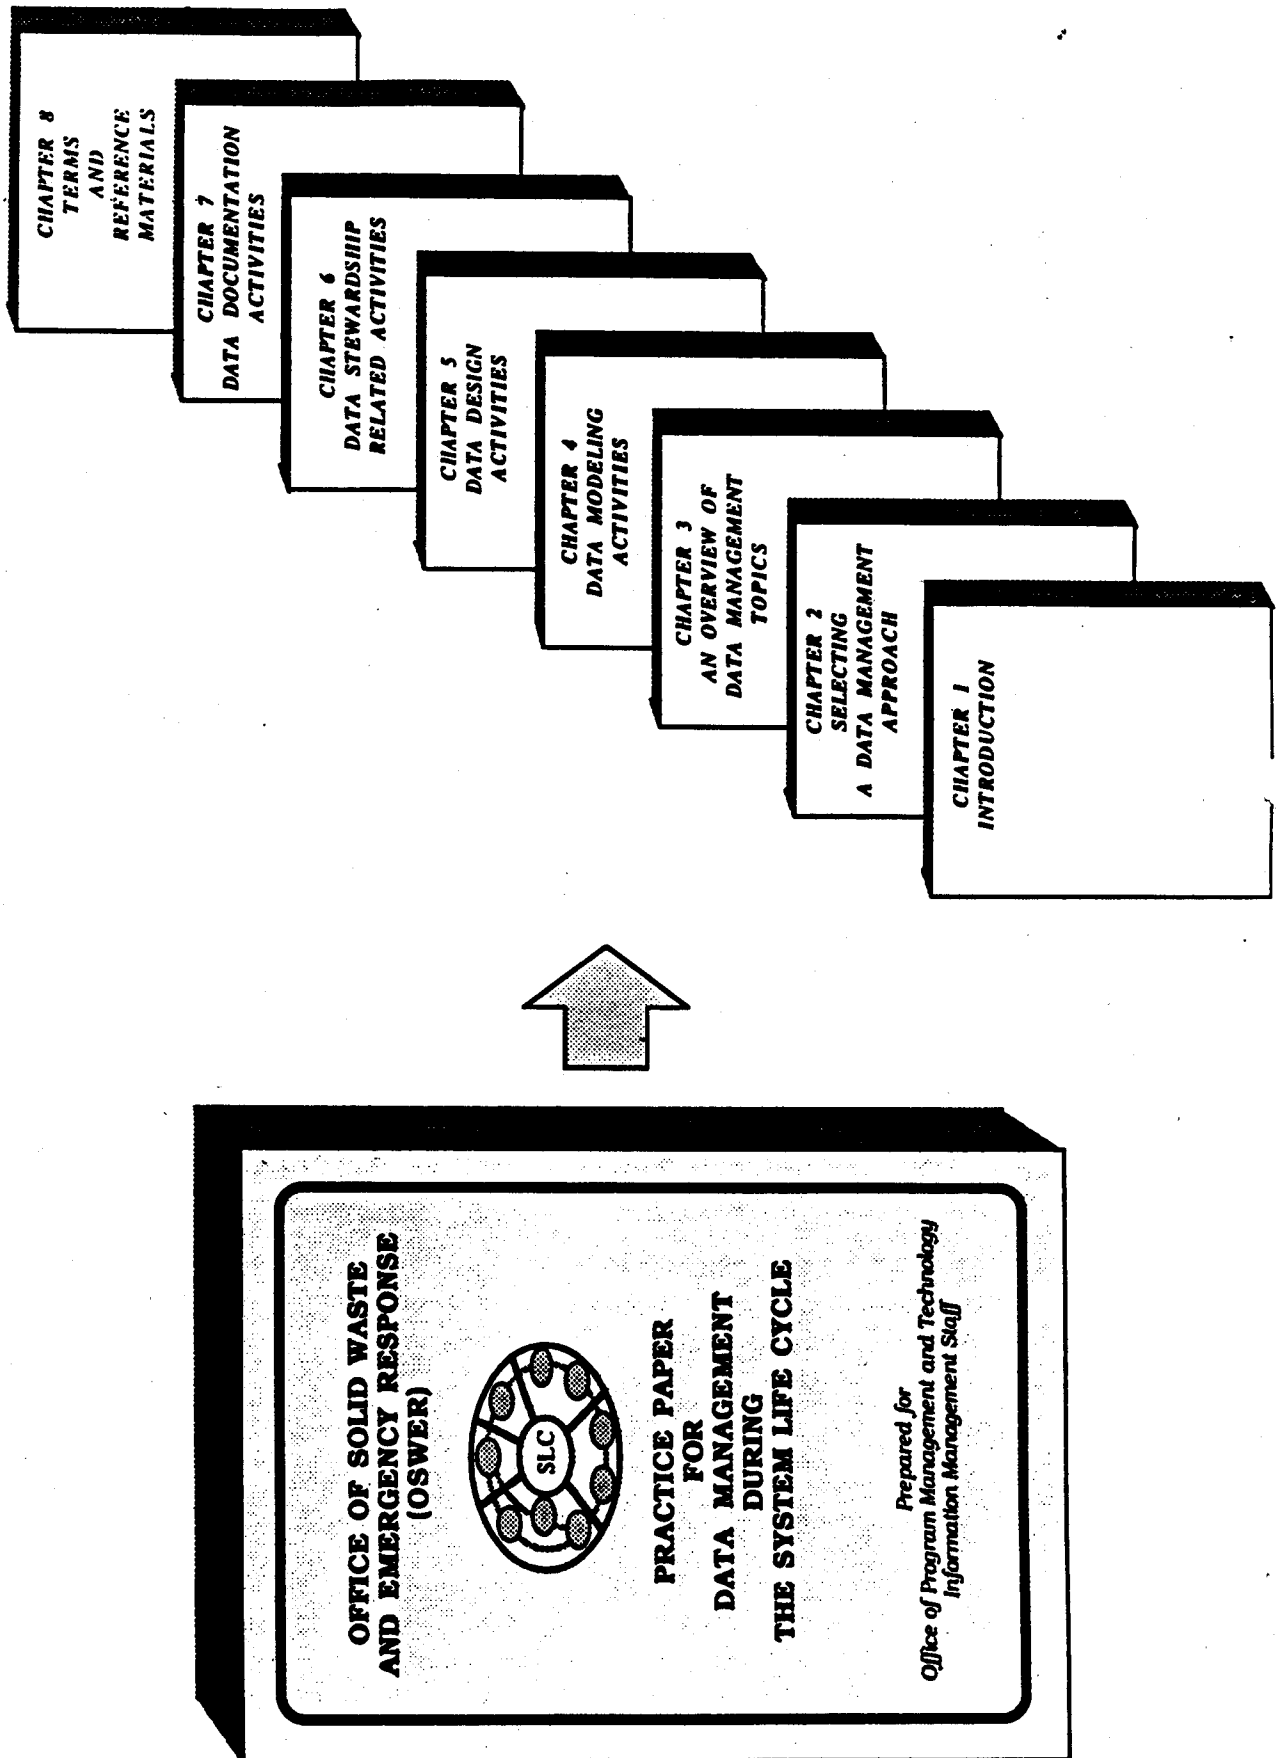 OFFICE OF SOLID WASTE
AND EMERGENCY RESPONSE
(OSWER)
SLC
PRACTICE PAPER
FOR
DATA MANAGEMENT
DURING
THE SYSTEM LIFE CYCLE
Prepared for
Office of Program Management and Technology
Information Management Staff
CHAPTER 1
INTRODUCTION
CHAPTER 2
SELECTING
A DATA MANAGEMENT
APPROACH
CHAPTER 3
AN OVERVIEW OF
DATA MANAGEMENT
TOPICS
CHAPTER 4
DATA MODELING
ACTIVITIES
CHAPTER 5
DATA DESIGN
ACTIVITIES
CHAPTER 6
DATA STEWARDSHIP
RELATED ACTIVITIES
CHAPTER 7
DATA DOCUMENTATION
ACTIVITIES
CHAPTER 8
TERMS
AND
REFERENCE
MATERIALS